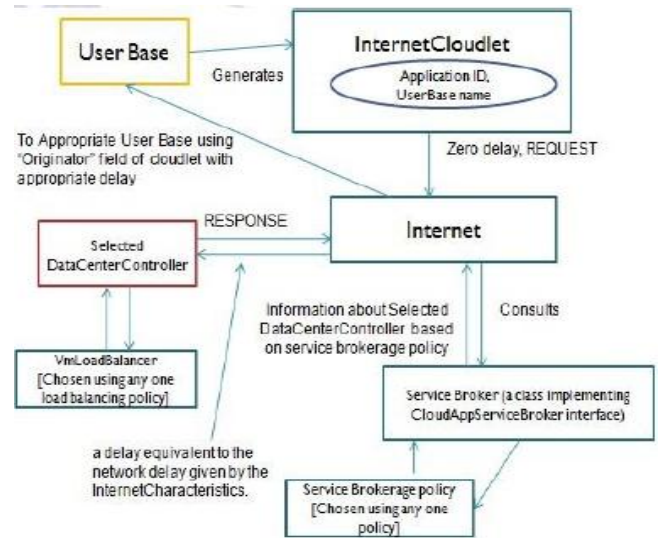 User Base
Generates
InternetCloudlet
Application ID,
UserBase name
To Appropriate User Base using
"Originator" field of cloudlet with
appropriate delay
Zero delay, REQUEST
RESPONSE
Internet
Selected
DataCenterController
Information about Selected
DataCenterController based
on service brokerage policy
Consults
VmLoadBalancer
[Chosen using any one
load balancing policy]
Service Broker (a class implementing
CloudAppServiceBroker interface)
a delay equivalent to the
network delay given by the
InternetCharacteristics.
Service Brokerage policy
[Chosen using any one
policy]